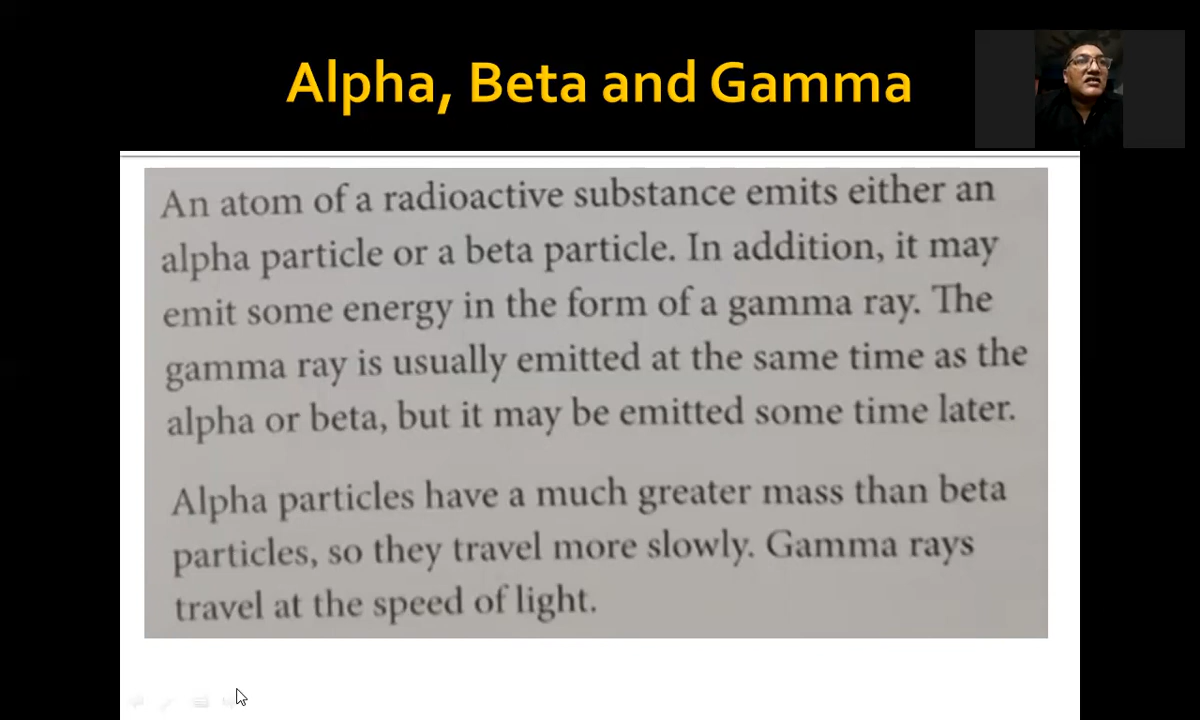 Alpha, Beta and Gamma
An atom of a radioactive substance emits either an
alpha particle or a beta particle. In addition, it may
emit some energy in the form of a gamma ray. The
gamma ray is usually emitted at the same time as the
alpha or beta, but it may be emitted some time later.
Alpha particles have a much greater mass than beta
particles, so they travel more slowly. Gamma rays
travel at the speed of light.